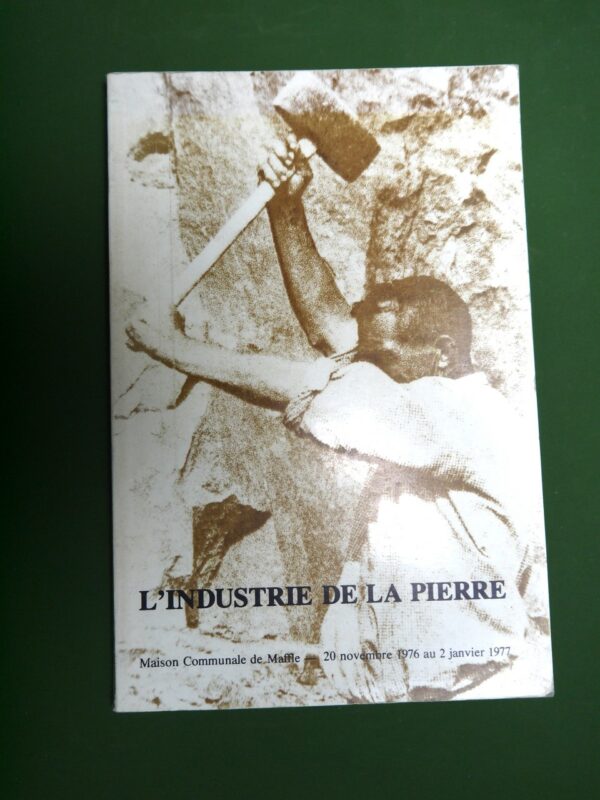 L'INDUSTRIE DE LA PIERRE
Maison Communale de Maffle — 20 novembre 1976 au 2 janvier 1977